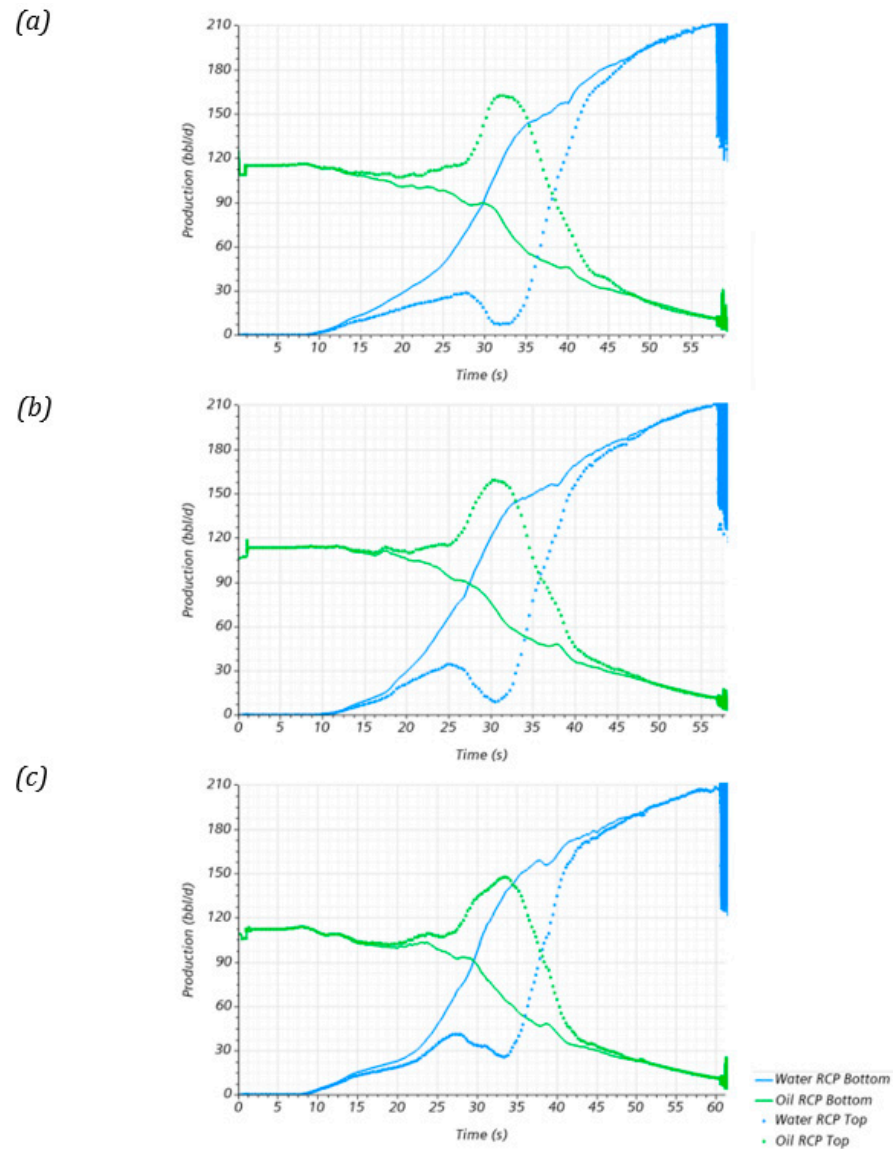 (a)
Production (bbl/d)
210
180
150
120
90
60
30
0
5 10 15 20 25 30 35 40 45 50 55
Time (s)
(b)
Production (bbl/d)
210
180
150
120
90
60
30
0
0 5 10 15 20 25 30 35 40 45 50 55
Time (s)
(c)
Production (bbl/d)
210
180
150
120
90
60
30
0
0 5 10 15 20 25 30 35 40 45 50 55 60
Time (s)
Water RCP Bottom
Oil RCP Bottom
Water RCP Top
Oil RCP Top